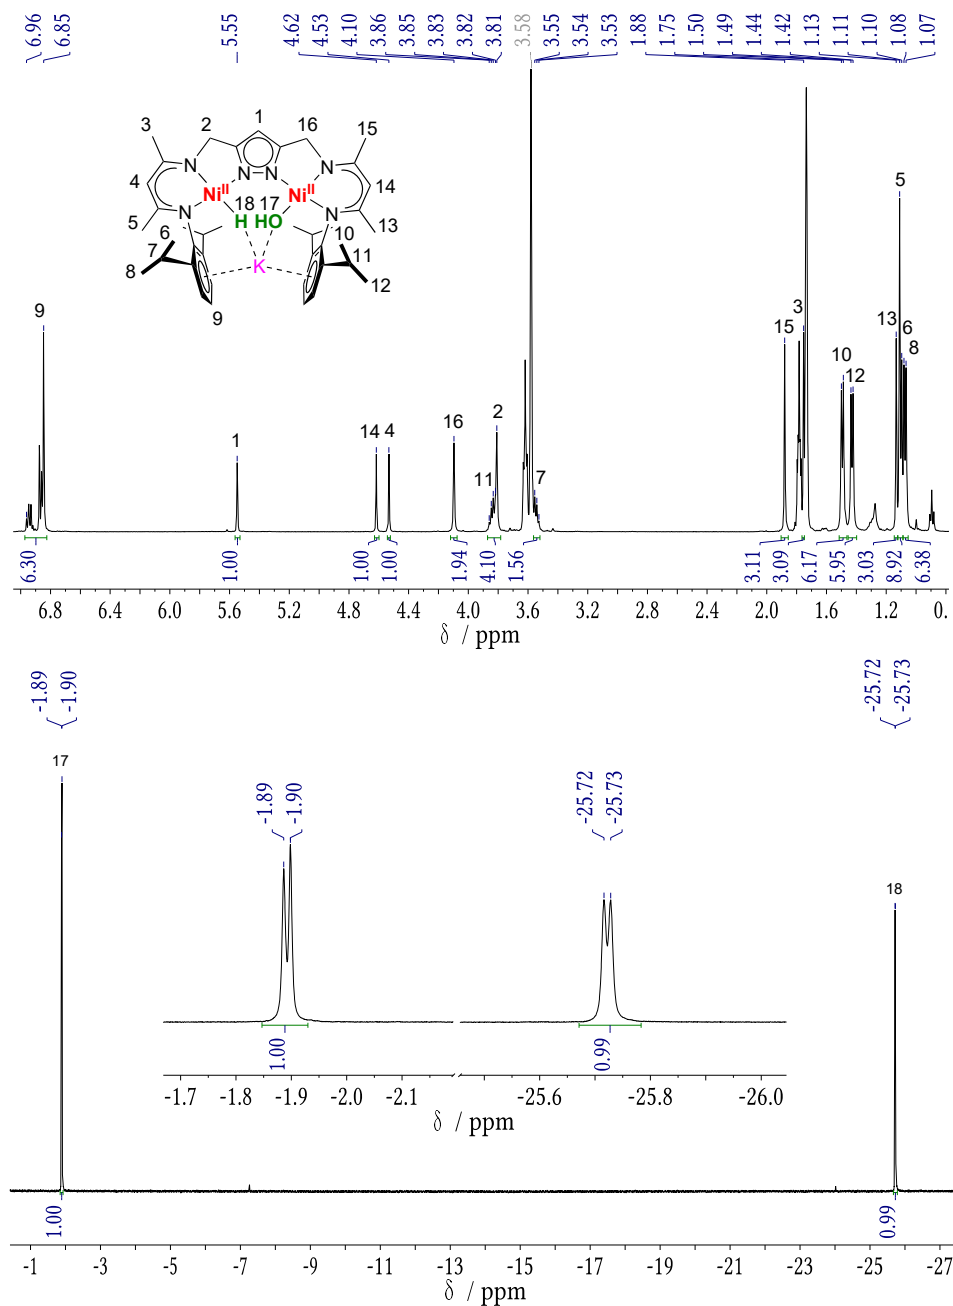 6.96 6.85 5.55 4.62 4.53 4.10 3.86 3.85 3.83 3.82 3.81 3.58 3.55 3.54 3.53 1.88 1.75 1.50 1.49 1.44 1.42 1.13 1.11 1.10 1.08 1.07
3 2 1 16 15
4 N N N N 14
Ni^II Ni^II
5 N 18 H 17 HO N 13
6 10
7 K 11
8 12
9
9 1 14 4 16 11 2 7 15 3 10 12 13 5 6 8
6.30 1.00 1.00 1.00 1.94 4.10 1.56 3.11 3.09 6.17 5.95 3.03 8.92 6.38
6.8 6.4 6.0 5.6 5.2 4.8 4.4 4.0 3.6 3.2 2.8 2.4 2.0 1.6 1.2 0.
δ / ppm
-1.89 -1.90 -25.72 -25.73
17
-1.89 -1.90 -25.72 -25.73
18
1.00 0.99
-1.7 -1.8 -1.9 -2.0 -2.1 -25.6 -25.8 -26.0
δ / ppm
1.00 0.99
-1 -3 -5 -7 -9 -11 -13 -15 -17 -19 -21 -23 -25 -27
δ / ppm